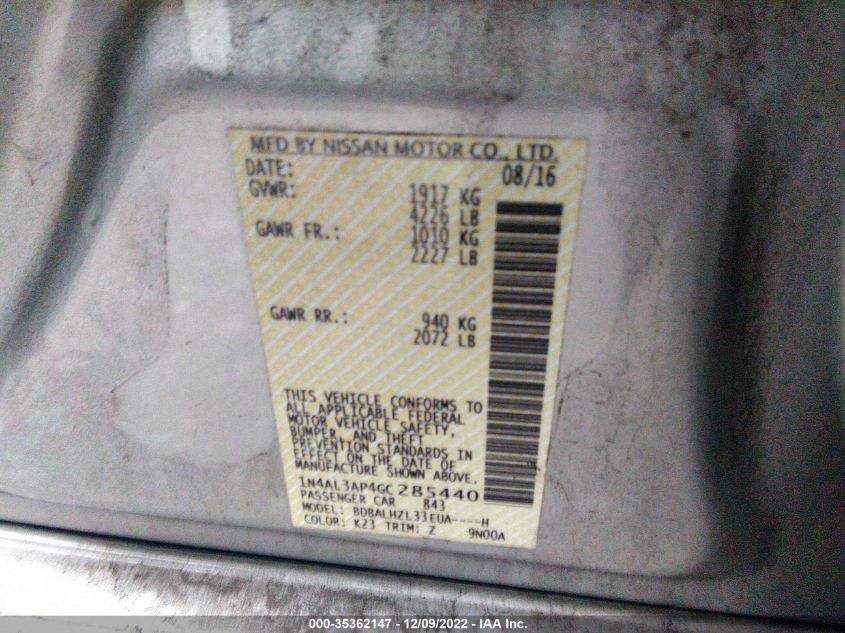 MFD BY NISSAN MOTOR CO., LTD.
DATE: 08/16
GVWR: 1917 KG
4226 LB
GAWR FR.: 1010 KG
2227 LB
GAWR RR.: 940 KG
2072 LB
THIS VEHICLE CONFORMS TO
ALL APPLICABLE FEDERAL
MOTOR VEHICLE SAFETY,
BUMPER, AND THEFT
PREVENTION STANDARDS IN
EFFECT ON THE DATE OF
MANUFACTURE SHOWN ABOVE.
1N4AL3AP4GC285440
PASSENGER CAR 843
MODEL: BDBALHZL33EUA----H
COLOR: K23 TRIM: Z 9N00A
000-35362147 - 12/09/2022 - IAA Inc.